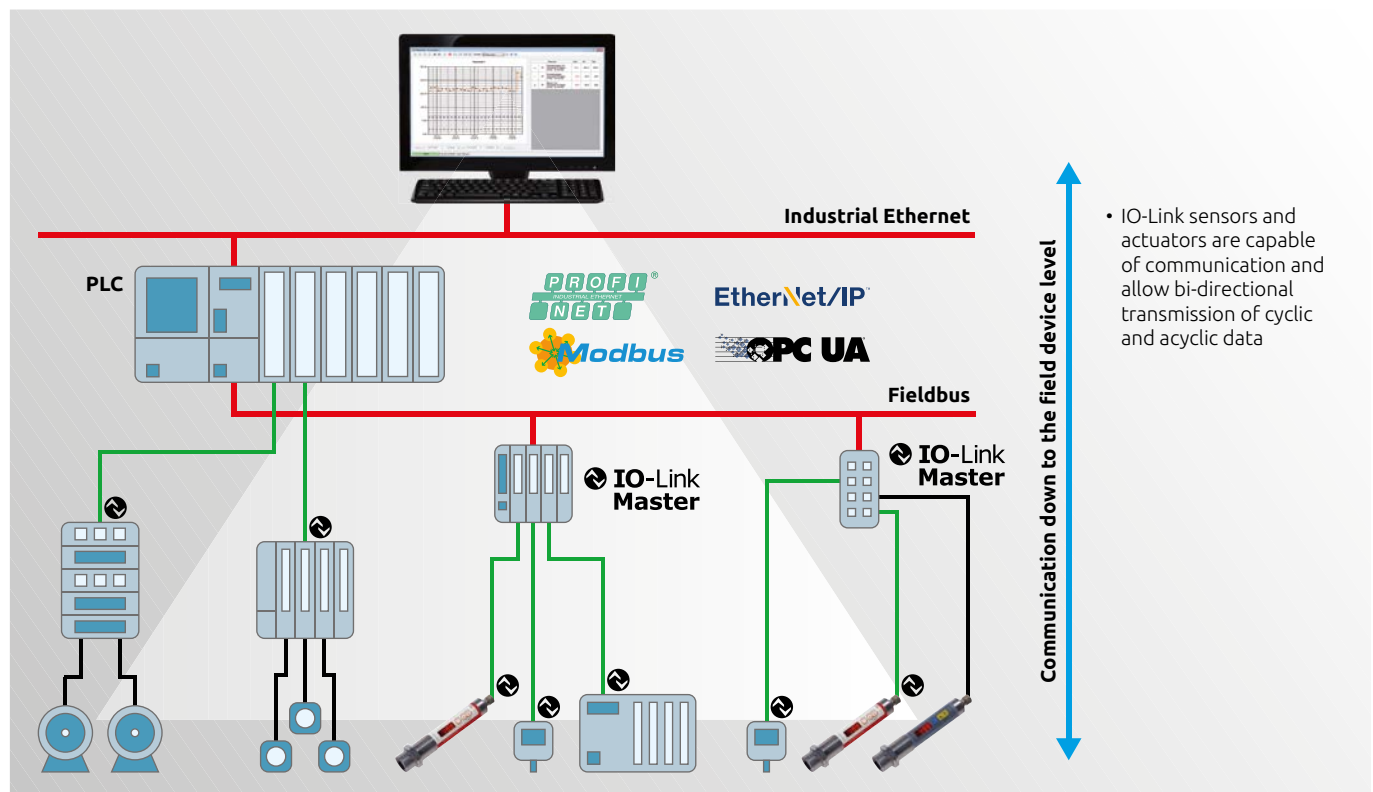 Industrial Ethernet
PLC
PROFI
®
INDUSTRIAL ETHERNET
NET
EtherNet/IP™
Modbus
OPC UA
Fieldbus
IO-Link
Master
IO-Link
Master
Communication down to the field device level
• IO-Link sensors and
actuators are capable
of communication and
allow bi-directional
transmission of cyclic
and acyclic data